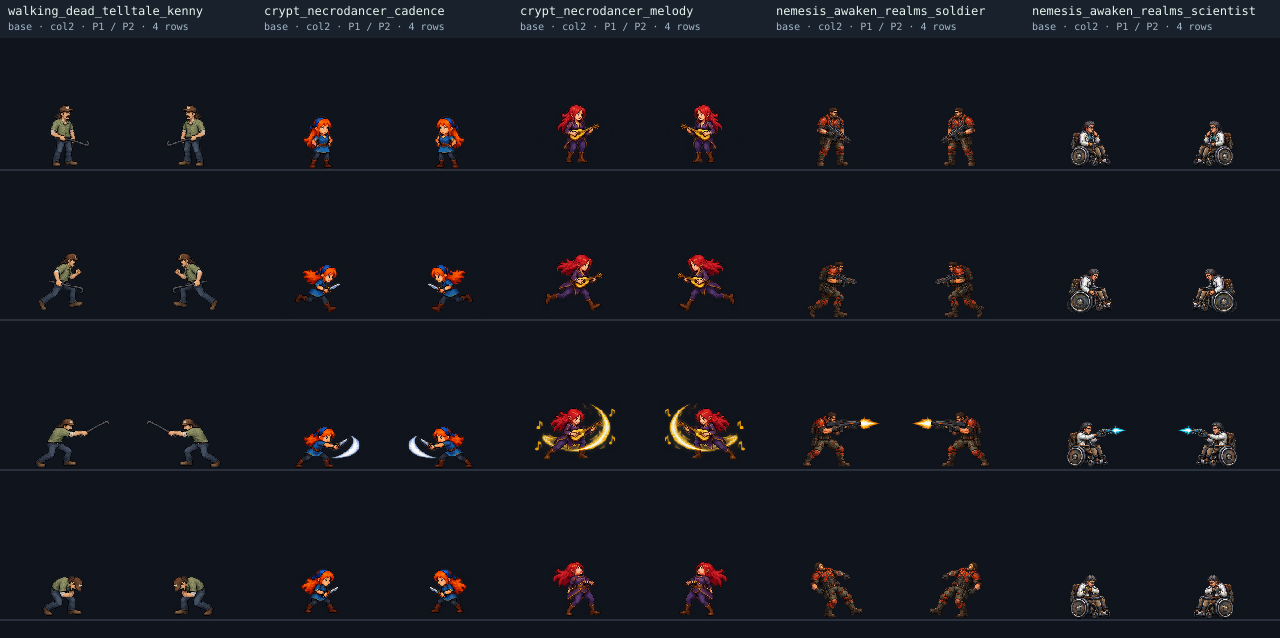 walking_dead_telltale_kenny
base · col2 · P1 / P2 · 4 rows
crypt_necrodancer_cadence
base · col2 · P1 / P2 · 4 rows
crypt_necrodancer_melody
base · col2 · P1 / P2 · 4 rows
nemesis_awaken_realms_soldier
base · col2 · P1 / P2 · 4 rows
nemesis_awaken_realms_scientist
base · col2 · P1 / P2 · 4 rows